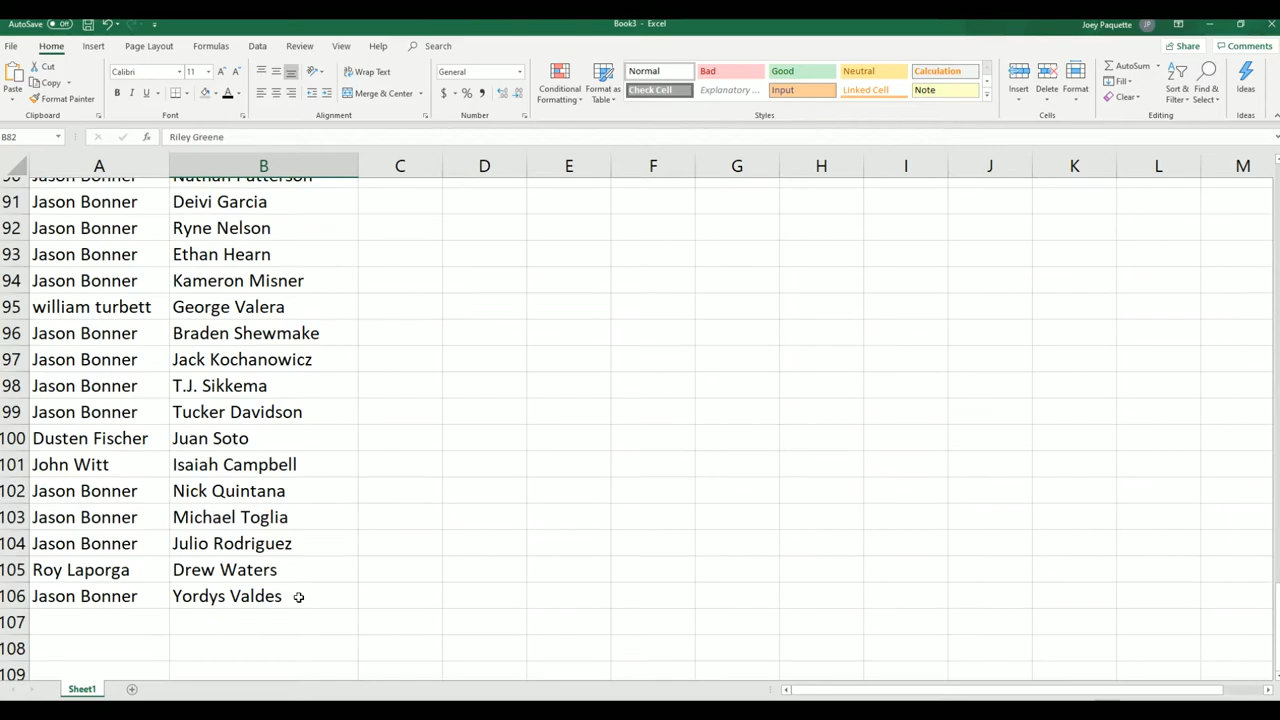 AutoSave Off Book3 - Excel Joey Paquette JP
File Home Insert Page Layout Formulas Data Review View Help Search Share Comments
Paste Cut Copy Format Painter Clipboard
Calibri 11 A A B I U A Font
Wrap Text Merge & Center Alignment
General $ % Number
Conditional Formatting Format as Table
Normal Bad Good Neutral Calculation
Check Cell Explanatory ... Input Linked Cell Note
Styles
Insert Delete Format Cells
AutoSum Fill Clear Sort & Filter Find & Select Editing
Ideas Ideas
B82 fx Riley Greene
A B C D E F G H I J K L M
90 Jason Bonner Nathan Patterson
91 Jason Bonner Deivi Garcia
92 Jason Bonner Ryne Nelson
93 Jason Bonner Ethan Hearn
94 Jason Bonner Kameron Misner
95 william turbett George Valera
96 Jason Bonner Braden Shewmake
97 Jason Bonner Jack Kochanowicz
98 Jason Bonner T.J. Sikkema
99 Jason Bonner Tucker Davidson
100 Dusten Fischer Juan Soto
101 John Witt Isaiah Campbell
102 Jason Bonner Nick Quintana
103 Jason Bonner Michael Toglia
104 Jason Bonner Julio Rodriguez
105 Roy Laporga Drew Waters
106 Jason Bonner Yordys Valdes
107
108
109
Sheet1